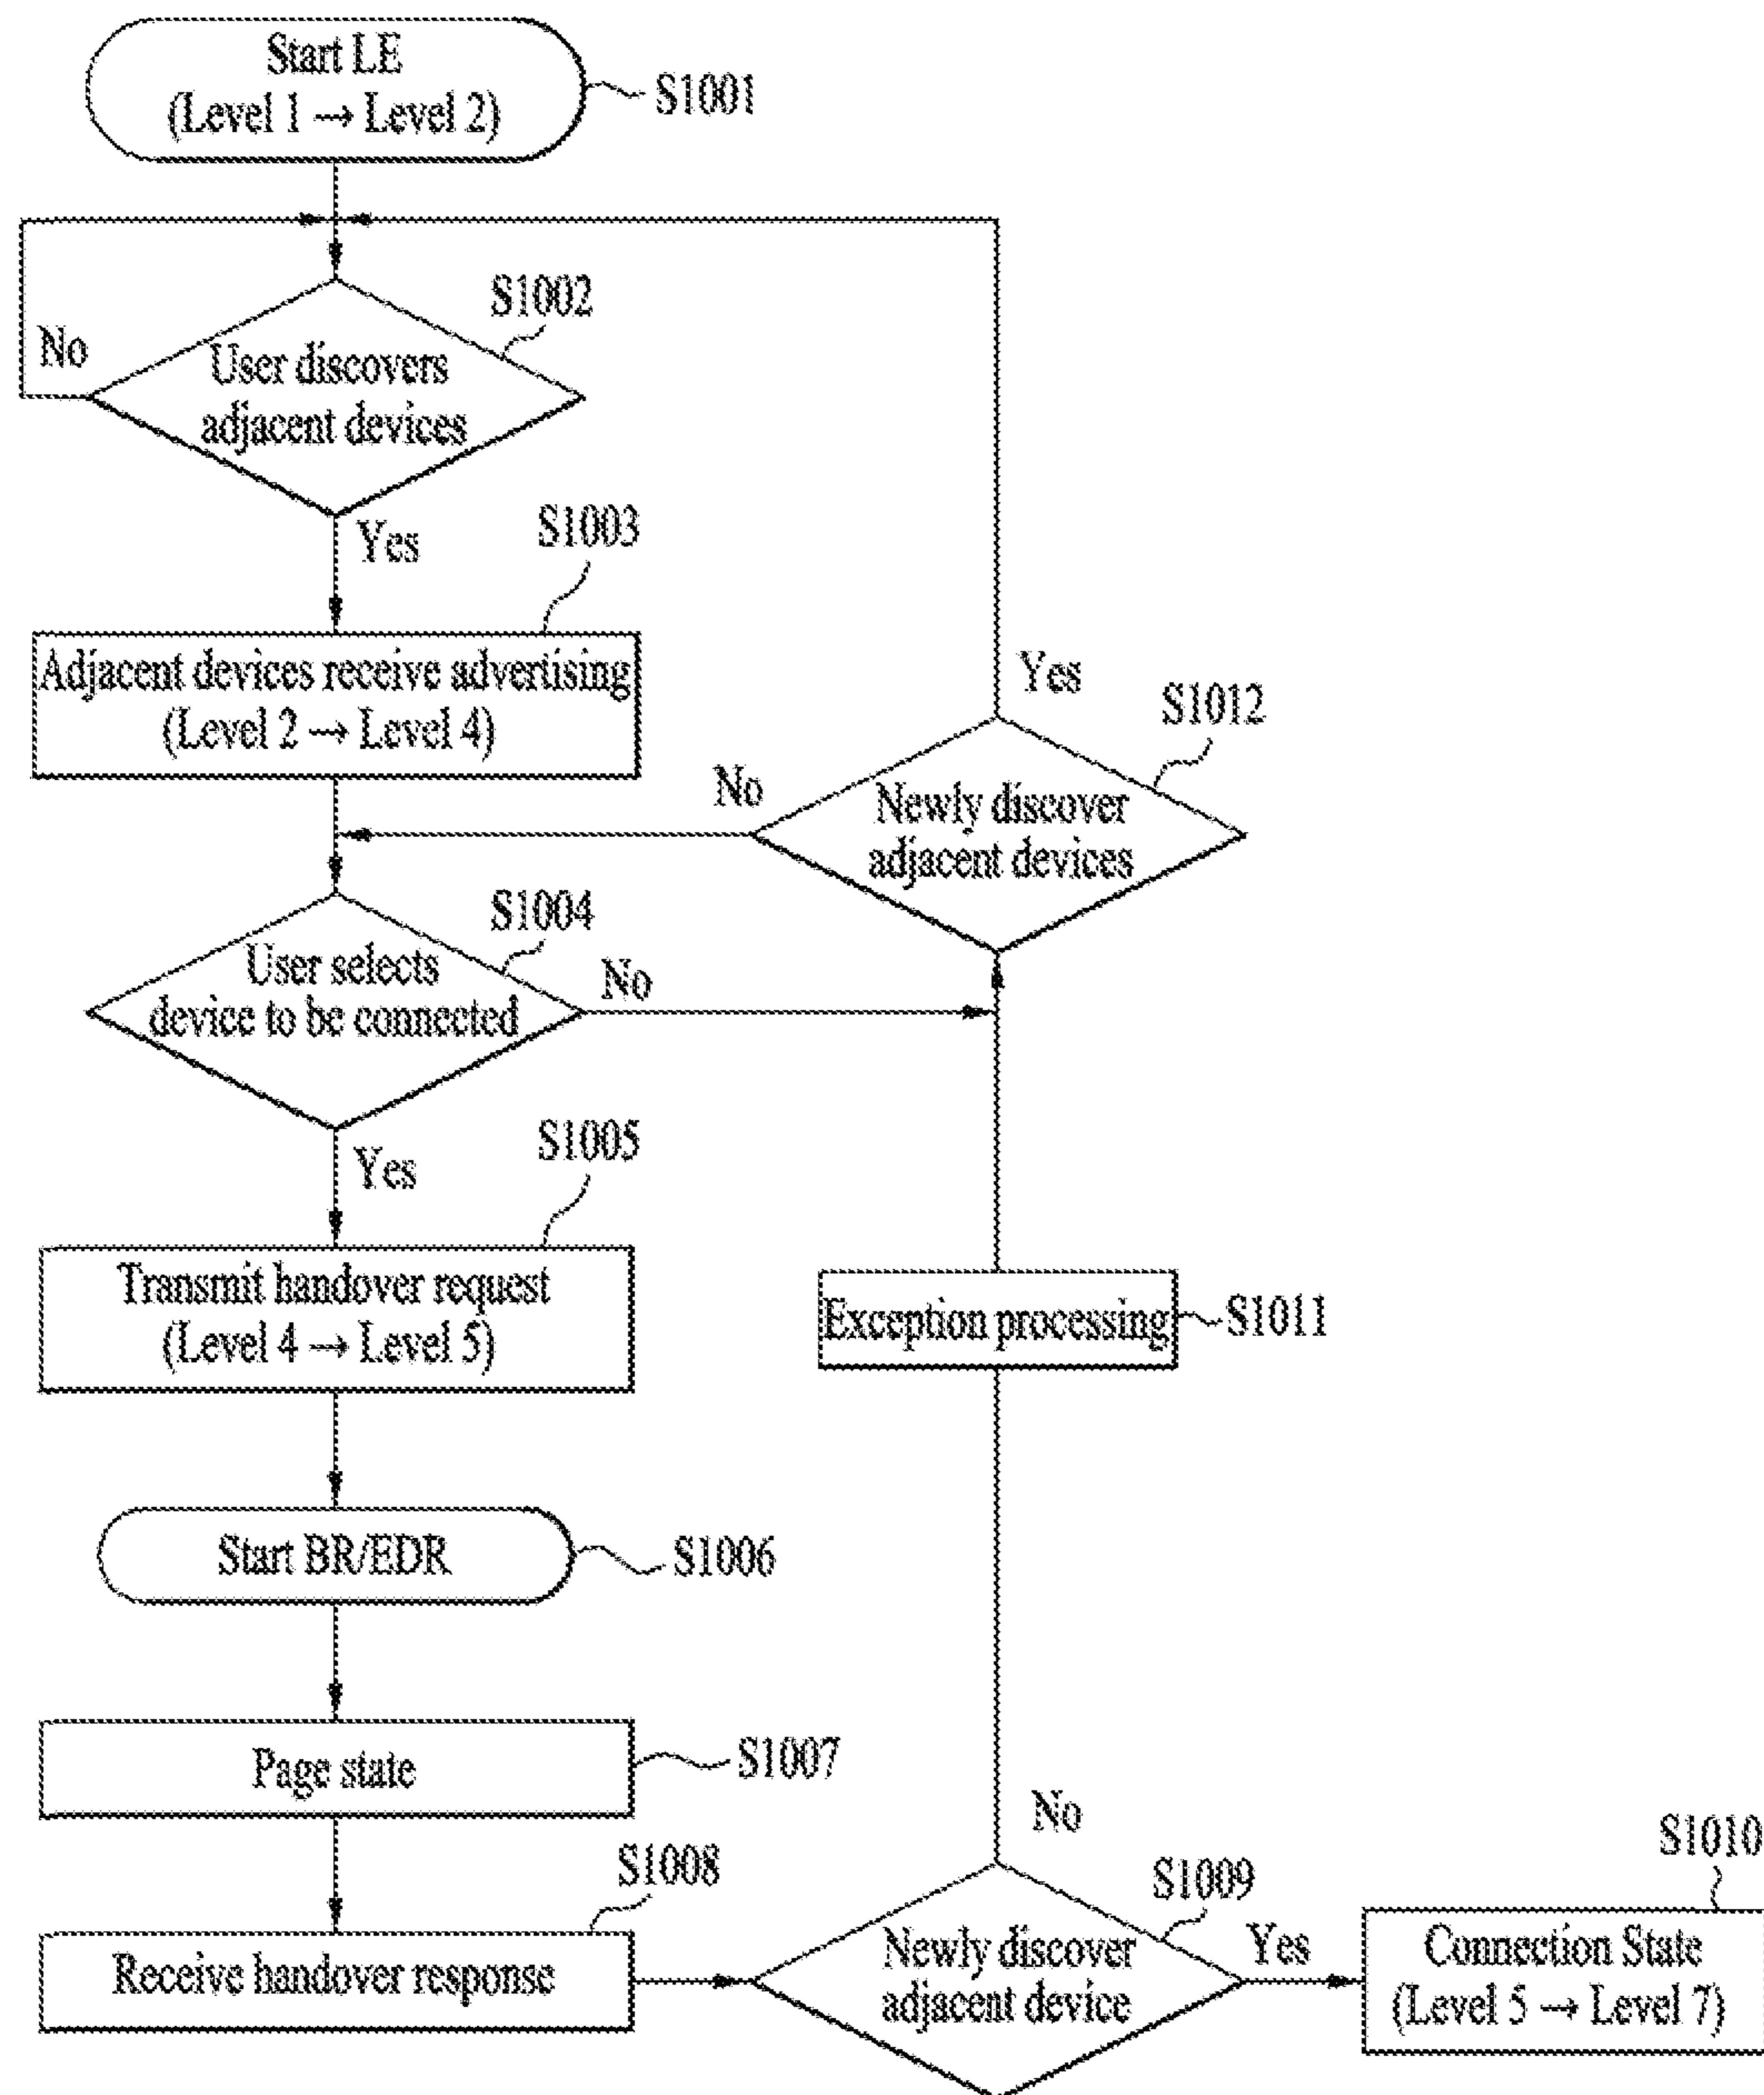 Start LE
(Level 1 → Level 2)
S1001
S1002
No
User discovers
adjacent devices
Yes
S1003
Adjacent devices receive advertising
(Level 2 → Level 4)
Yes
S1012
No
Newly discover
adjacent devices
S1004
User selects
device to be connected
No
Yes
S1005
Transmit handover request
(Level 4 → Level 5)
Exception processing
S1011
Start BR/EDR
S1006
Page state
S1007
No
S1008
S1009
S1010
Receive handover response
Newly discover
adjacent device
Yes
Connection State
(Level 5 → Level 7)